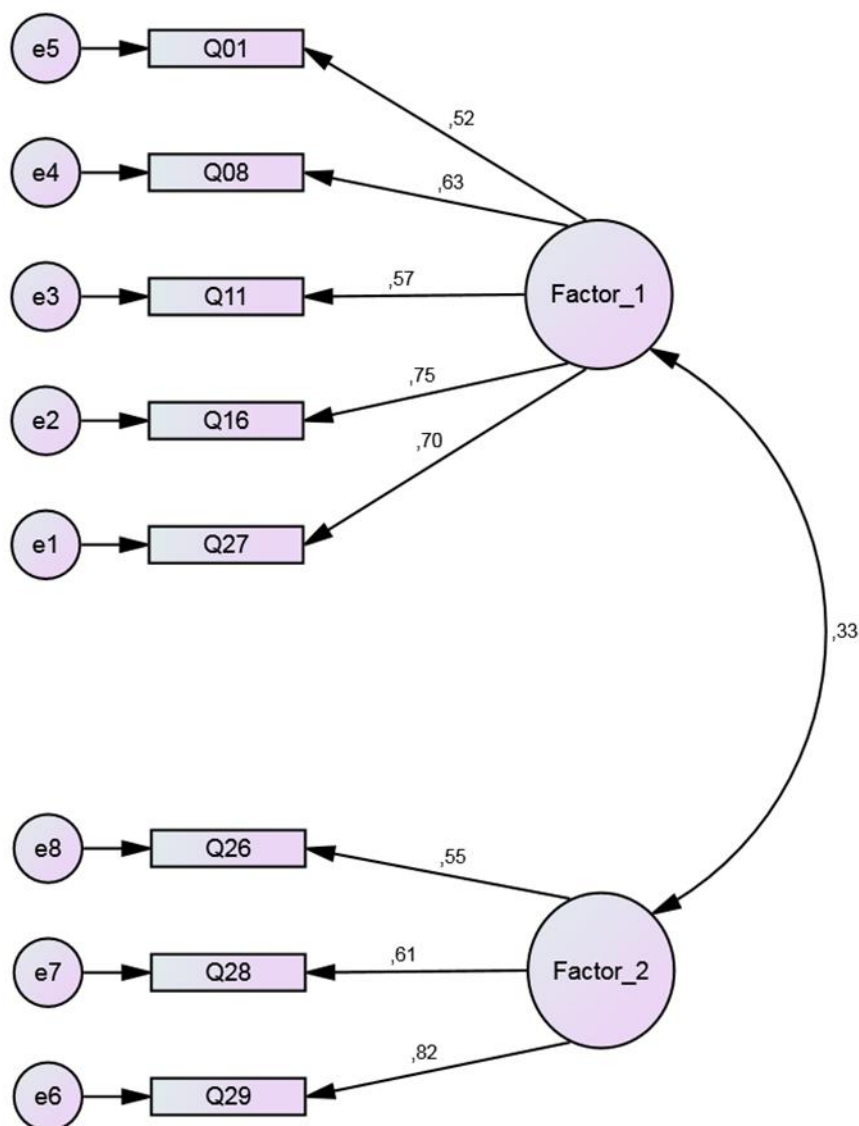 e5
Q01
,52
e4
Q08
,63
e3
Q11
,57
Factor_1
e2
Q16
,75
e1
Q27
,70
,33
e8
Q26
,55
e7
Q28
,61
Factor_2
e6
Q29
,82